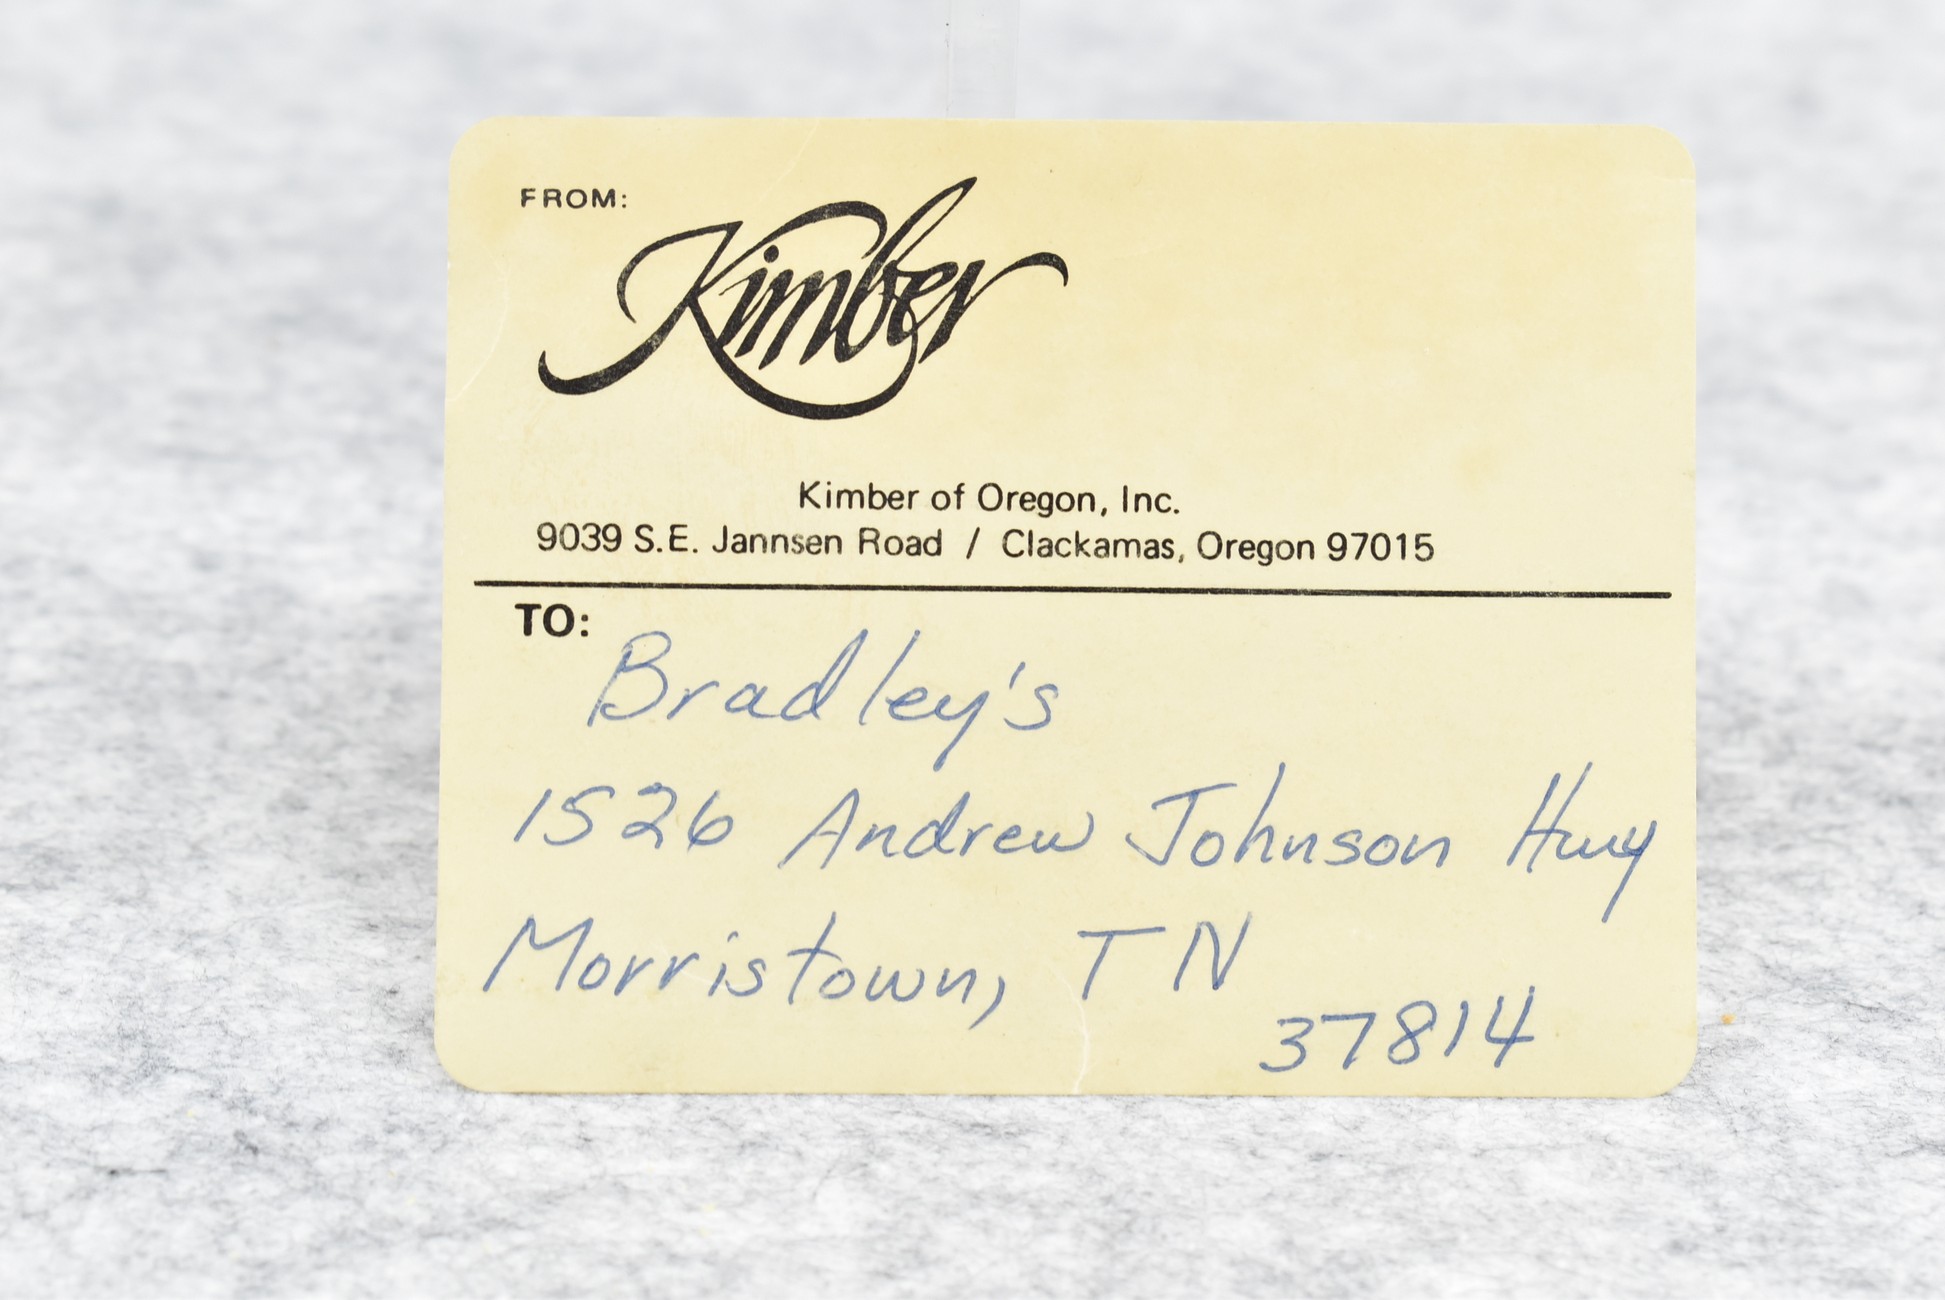 FROM:
Kimber
Kimber of Oregon, Inc.
9039 S.E. Jannsen Road / Clackamas, Oregon 97015
TO:
Bradley's
1526 Andrew Johnson Hwy
Morristown, TN
37814